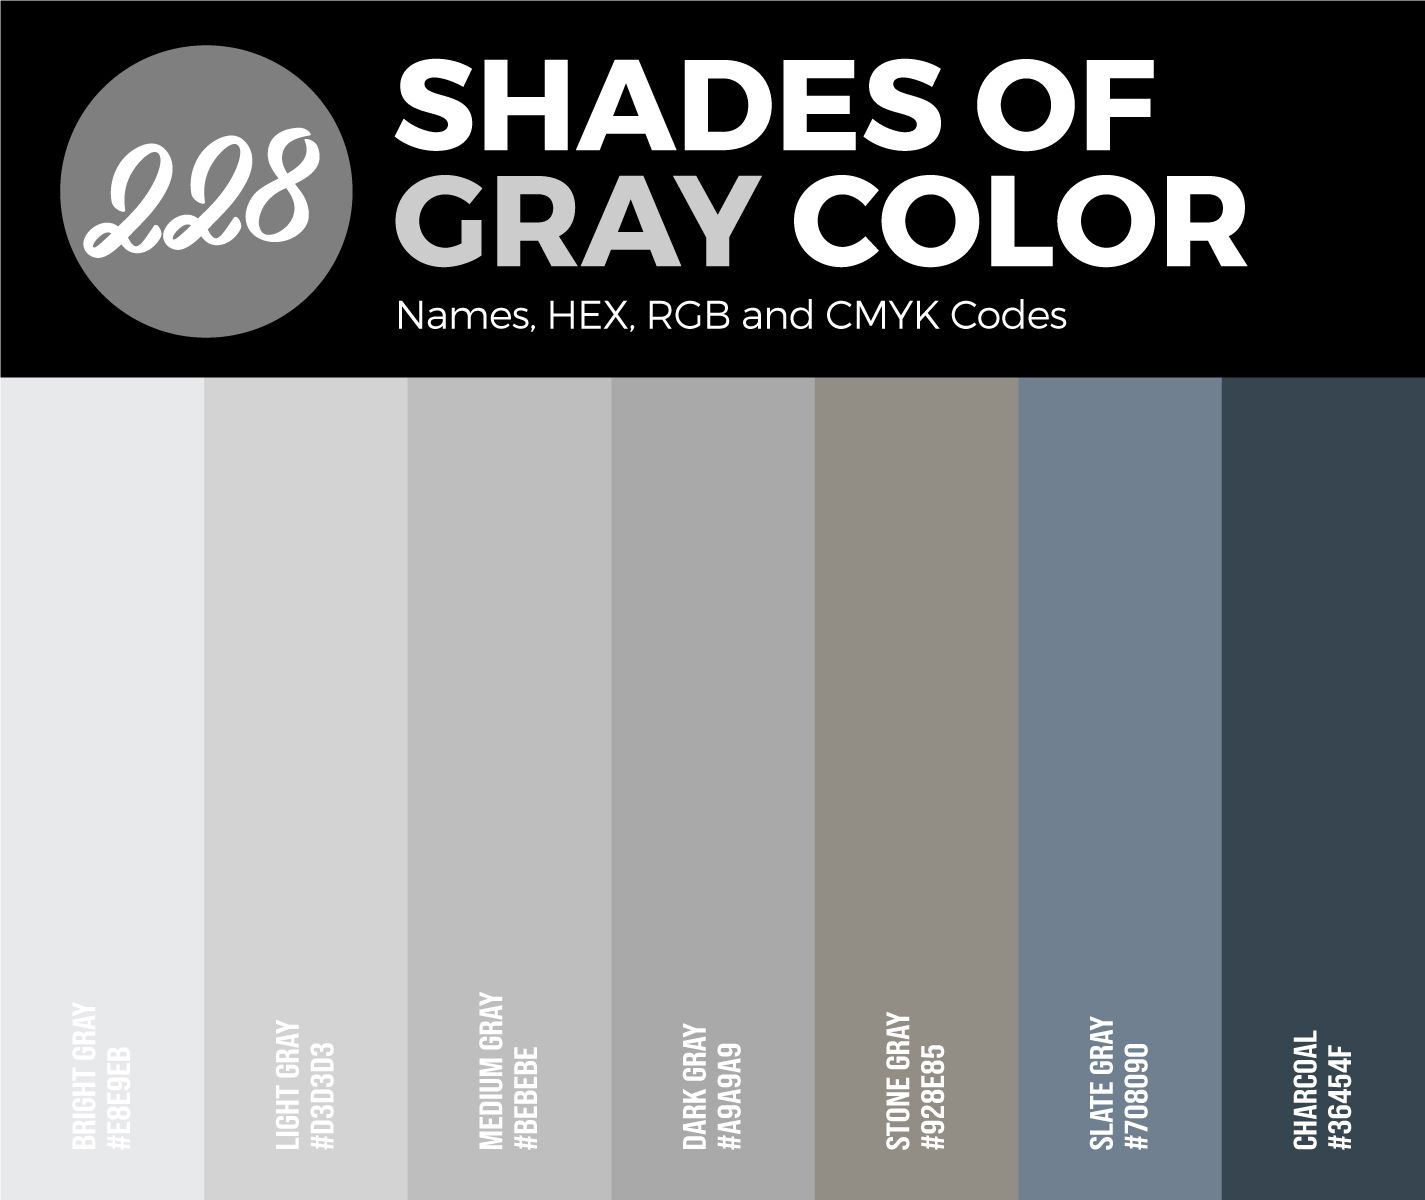 228
SHADES OF
GRAY COLOR
Names, HEX, RGB and CMYK Codes
BRIGHT GRAY
#E8E9EB
LIGHT GRAY
#D3D3D3
MEDIUM GRAY
#BEBEBE
DARK GRAY
#A9A9A9
STONE GRAY
#928E85
SLATE GRAY
#708090
CHARCOAL
#36454F